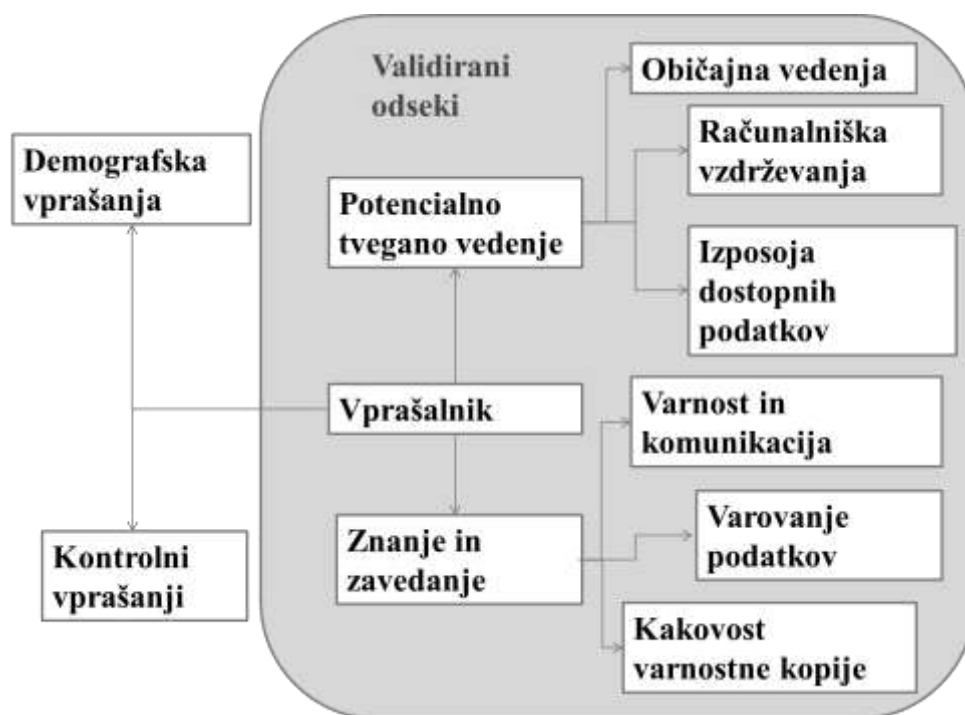 Validirani
odseki
Običajna vedenja
Računalniška
vzdrževanja
Demografska
vprašanja
Potencialno
tvegano vedenje
Izposoja
dostopnih
podatkov
Vprašalnik
Varnost in
komunikacija
Znanje in
zavedanje
Varovanje
podatkov
Kontrolni
vprašanji
Kakovost
varnostne kopije